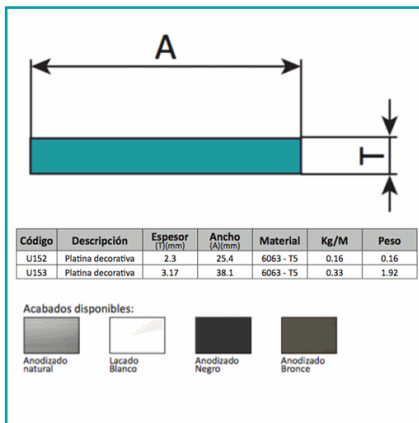 A
T
Código Descripción Espesor (T)(mm) Ancho (A)(mm) Material Kg/M Peso
U152 Platina decorativa 2.3 25.4 6063 - T5 0.16 0.16
U153 Platina decorativa 3.17 38.1 6063 - T5 0.33 1.92
Acabados disponibles:
Anodizado natural
Lacado Blanco
Anodizado Negro
Anodizado Bronce